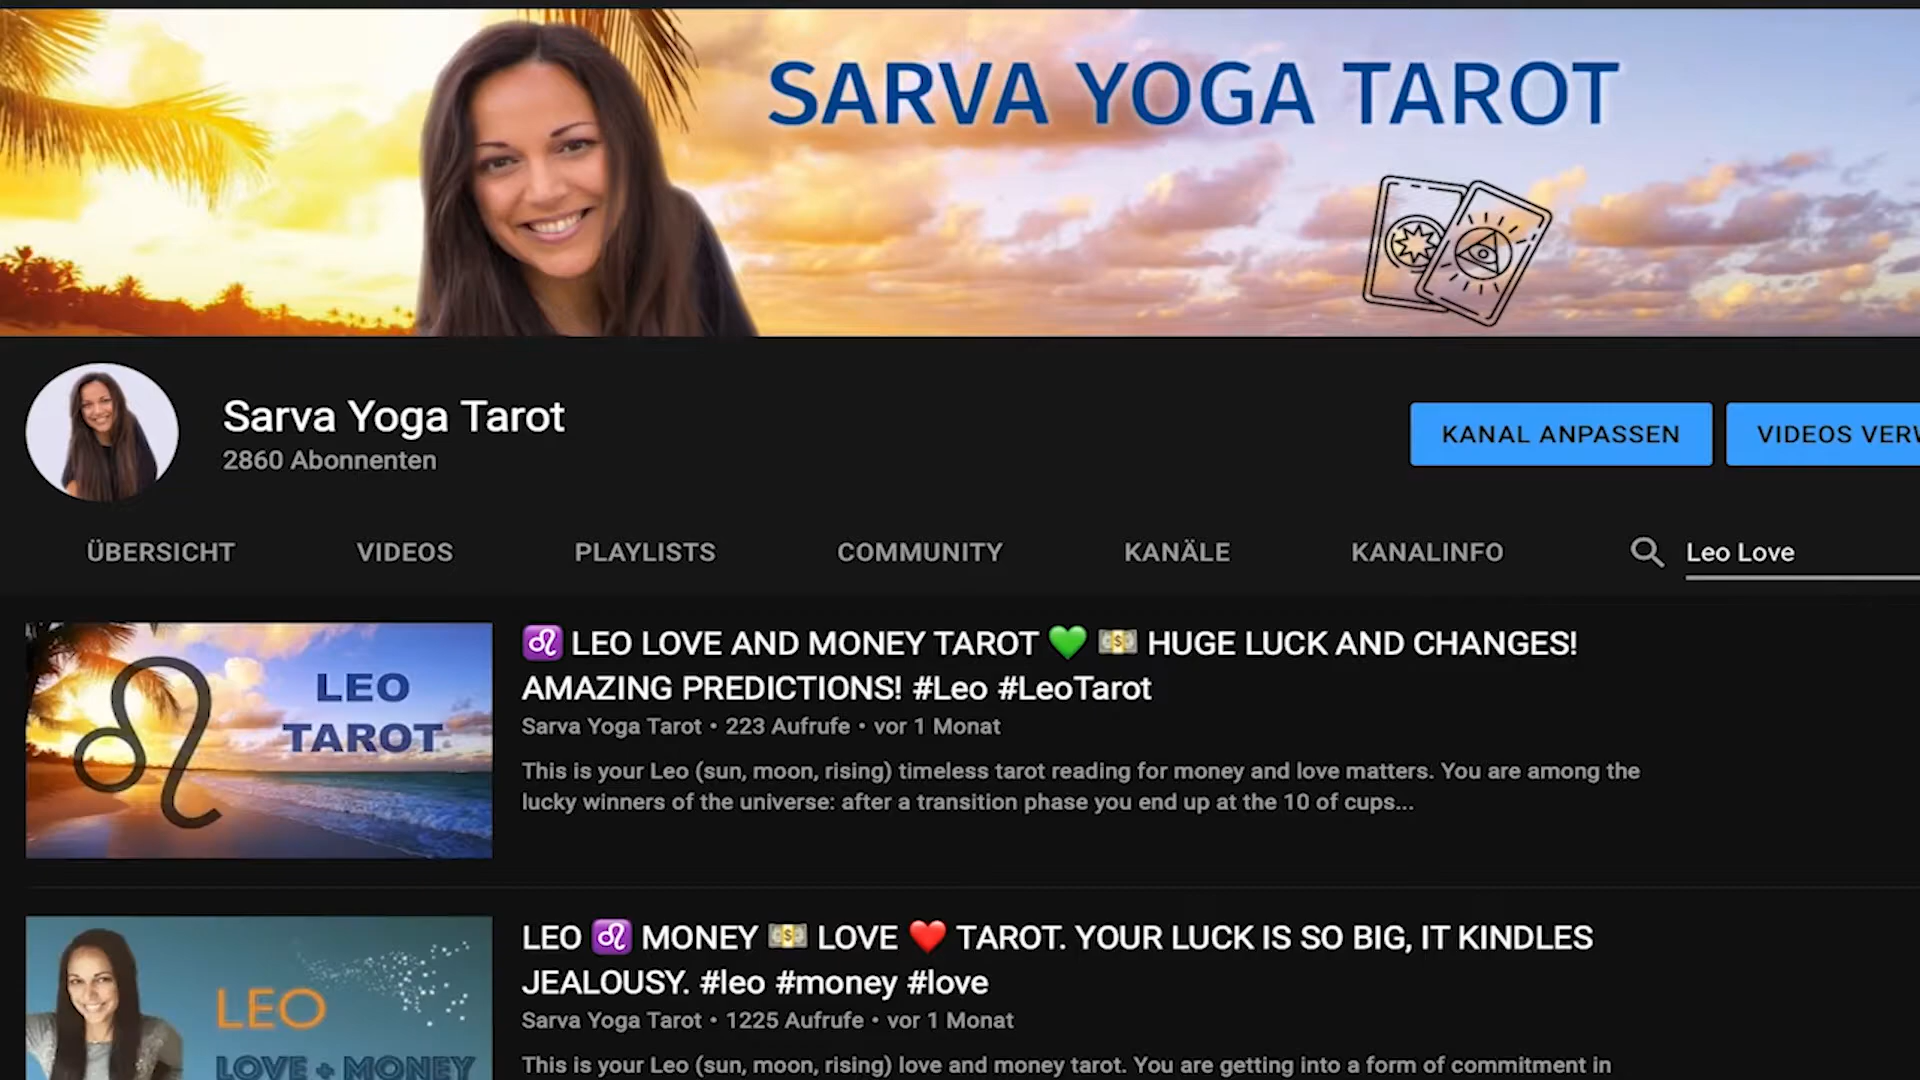 SARVA YOGA TAROT
Sarva Yoga Tarot
2860 Abonnenten
KANAL ANPASSEN
VIDEOS VERW
ÜBERSICHT
VIDEOS
PLAYLISTS
COMMUNITY
KANÄLE
KANALINFO
Leo Love
LEO
TAROT
♌ LEO LOVE AND MONEY TAROT 💚 💵 HUGE LUCK AND CHANGES!
AMAZING PREDICTIONS! #Leo #LeoTarot
Sarva Yoga Tarot • 223 Aufrufe • vor 1 Monat
This is your Leo (sun, moon, rising) timeless tarot reading for money and love matters. You are among the
lucky winners of the universe: after a transition phase you end up at the 10 of cups...
LEO
LOVE + MONEY
LEO ♌ MONEY 💵 LOVE ❤️ TAROT. YOUR LUCK IS SO BIG, IT KINDLES
JEALOUSY. #leo #money #love
Sarva Yoga Tarot • 1225 Aufrufe • vor 1 Monat
This is your Leo (sun, moon, rising) love and money tarot. You are getting into a form of commitment in